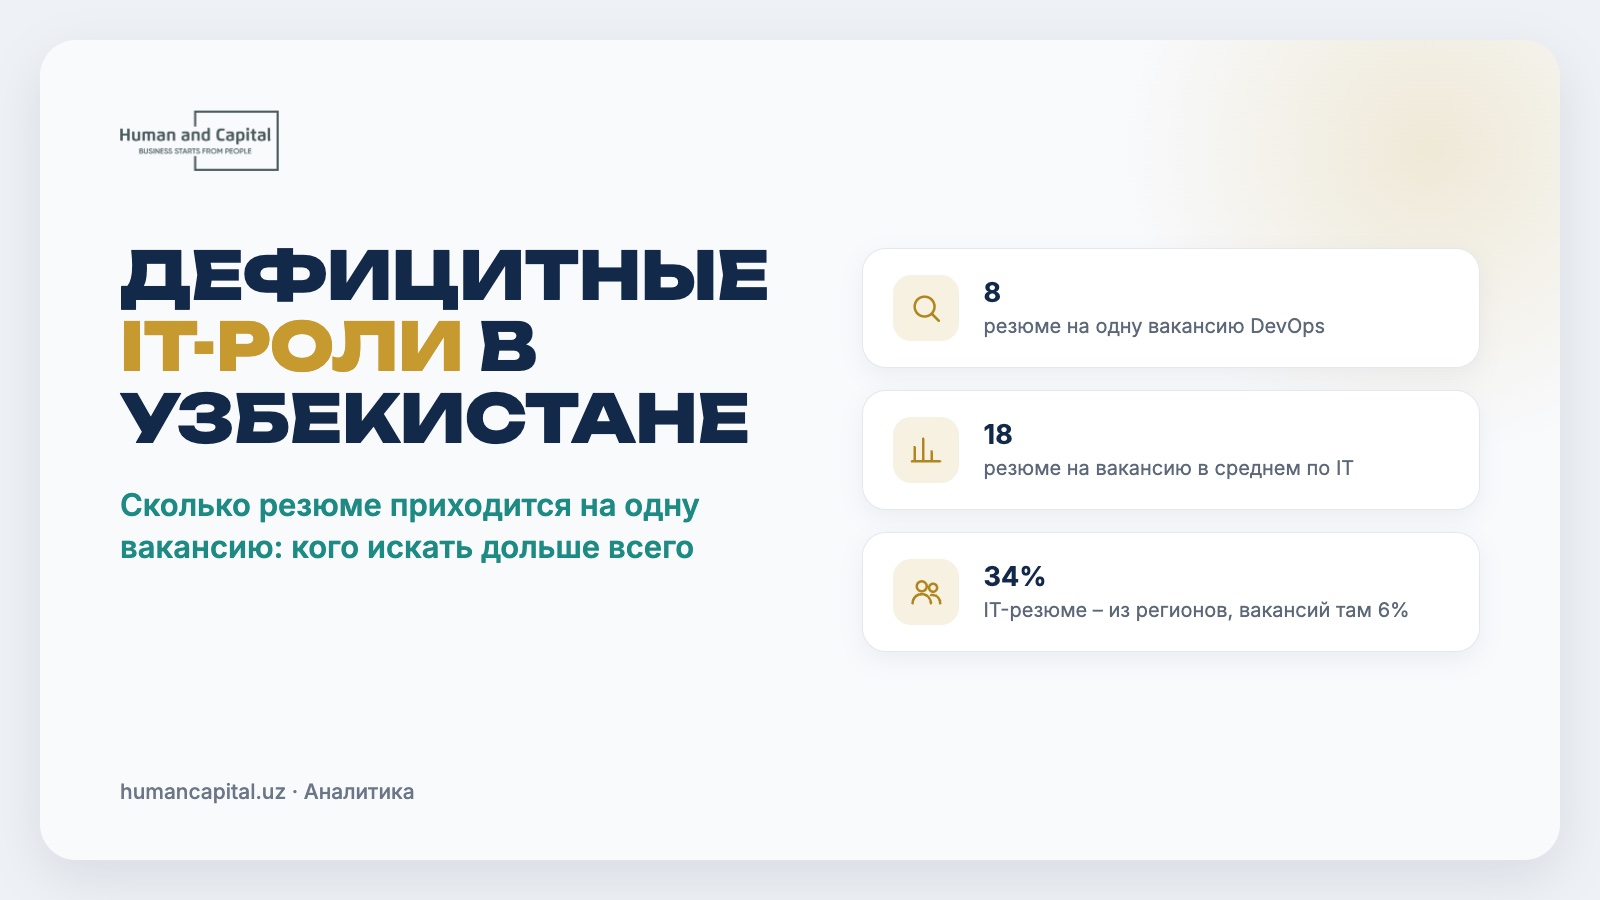 Human and Capital
BUSINESS STARTS FROM PEOPLE
ДЕФИЦИТНЫЕ
IT-РОЛИ В
УЗБЕКИСТАНЕ
Сколько резюме приходится на одну
вакансию: кого искать дольше всего
8
резюме на одну вакансию DevOps
18
резюме на вакансию в среднем по IT
34%
IT-резюме – из регионов, вакансий там 6%
humancapital.uz · Аналитика